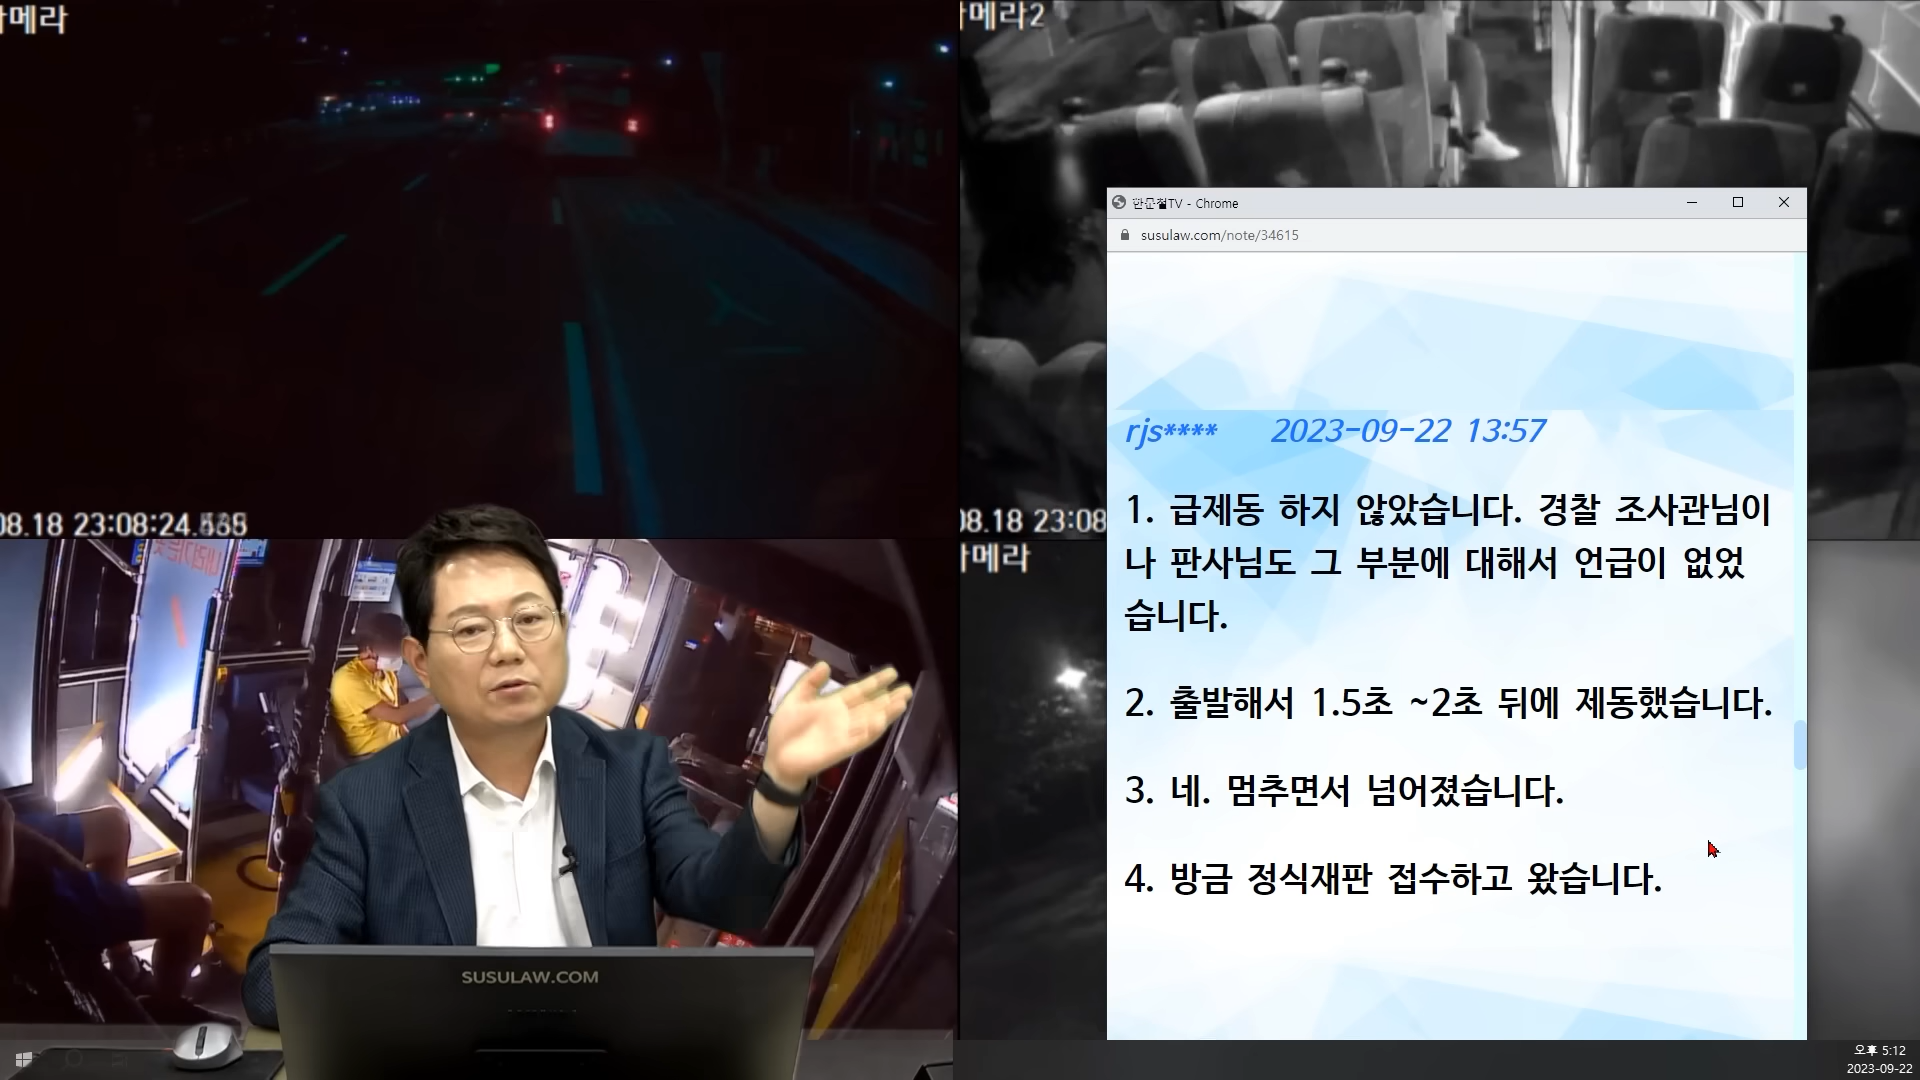 카메라
카메라2
08.18 23:08:24.
08.18 23:08
카메라
한문철TV - Chrome
susulaw.com/note/34615
rjs**** 2023-09-22 13:57
1. 급제동 하지 않았습니다. 경찰 조사관님이
나 판사님도 그 부분에 대해서 언급이 없었
습니다.
2. 출발해서 1.5초 ~2초 뒤에 제동했습니다.
3. 네. 멈추면서 넘어졌습니다.
4. 방금 정식재판 접수하고 왔습니다.
SUSULAW.COM
오후 5:12
2023-09-22